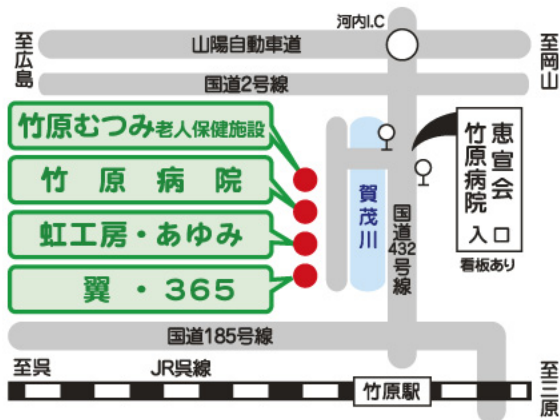 河内I.C
至広島
山陽自動車道
至岡山
国道2号線
竹原むつみ老人保健施設
竹原病院
虹工房・あゆみ
翼・365
賀茂川
国道432号線
恵宣会
竹原病院
入口
看板あり
国道185号線
至呉
JR呉線
竹原駅
至三原